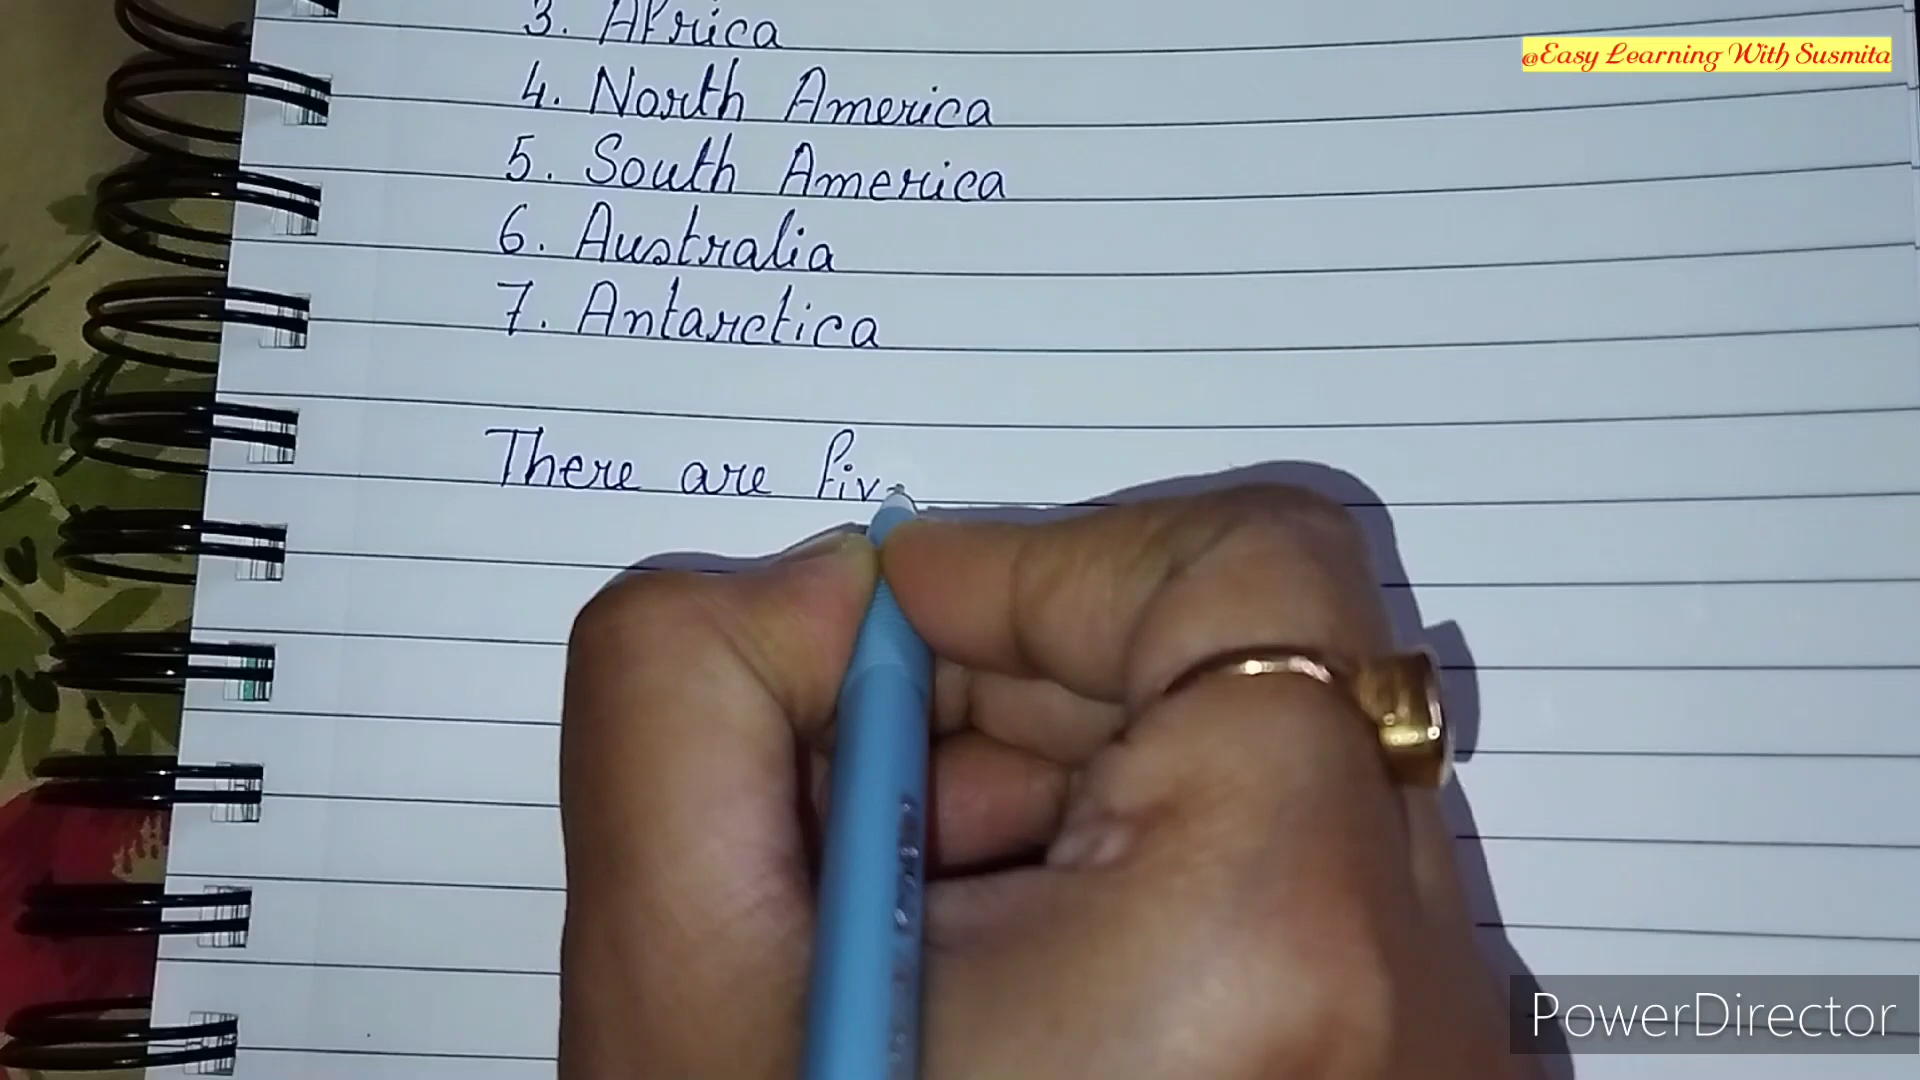 3. Africa
@Easy Learning With Susmita
4. North America
5. South America
6. Australia
7. Antarctica
There are fiv
PowerDirector